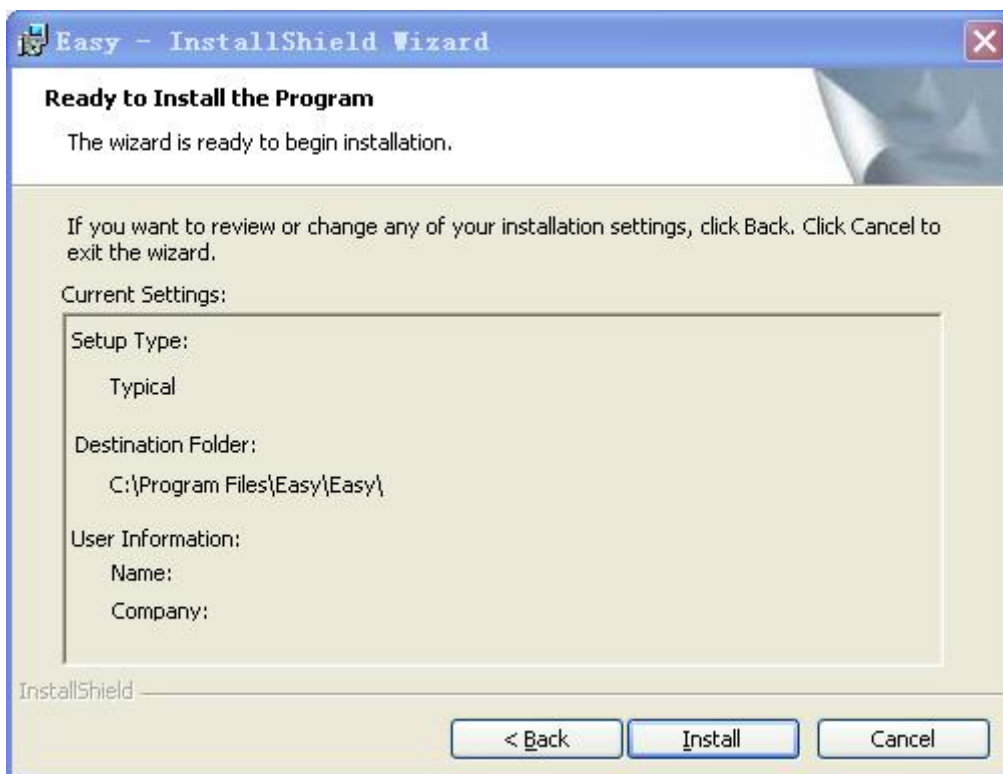 Easy - InstallShield Wizard
Ready to Install the Program
The wizard is ready to begin installation.
If you want to review or change any of your installation settings, click Back. Click Cancel to
exit the wizard.
Current Settings:
Setup Type:
Typical
Destination Folder:
C:\Program Files\Easy\Easy\
User Information:
Name:
Company:
InstallShield
< Back
Install
Cancel